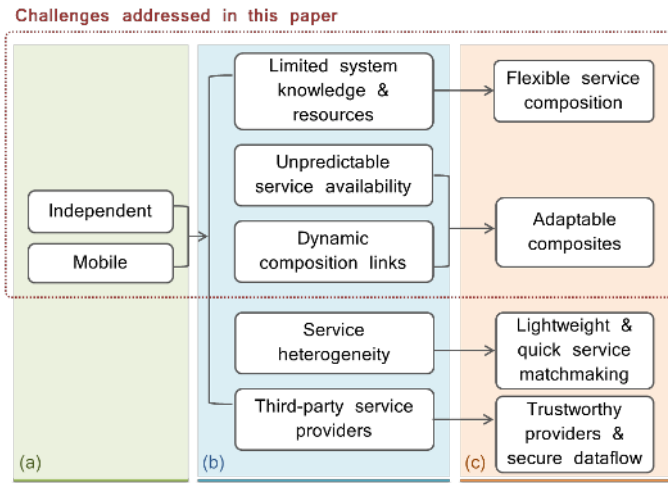 Challenges addressed in this paper
Independent
Mobile
(a)
Limited system
knowledge &
resources
Unpredictable
service availability
Dynamic
composition links
Service
heterogeneity
Third-party service
providers
(b)
Flexible service
composition
Adaptable
composites
Lightweight &
quick service
matchmaking
Trustworthy
providers &
secure dataflow
(c)